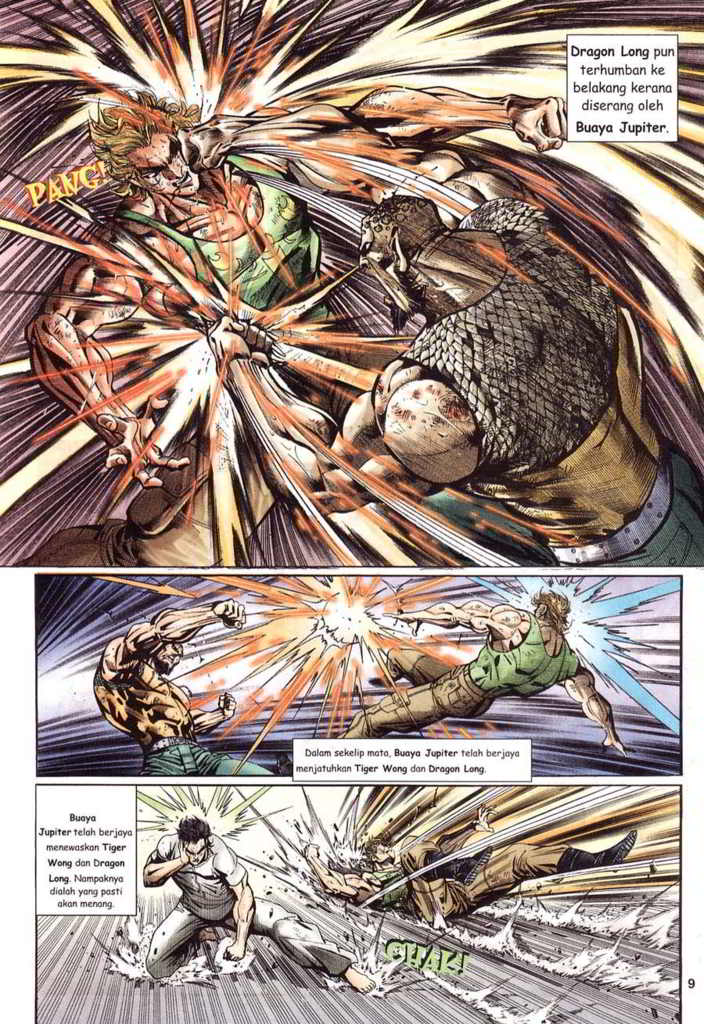 Dragon Long pun
terhumban ke
belakang kerana
diserang oleh
Buaya Jupiter.
PANG!
Dalam sekelip mata, Buaya Jupiter telah berjaya
menjatuhkan Tiger Wong dan Dragon Long.
Buaya
Jupiter telah berjaya
menewaskan Tiger
Wong dan Dragon
Long. Nampaknya
dialah yang pasti
akan menang.
GHAK!
9